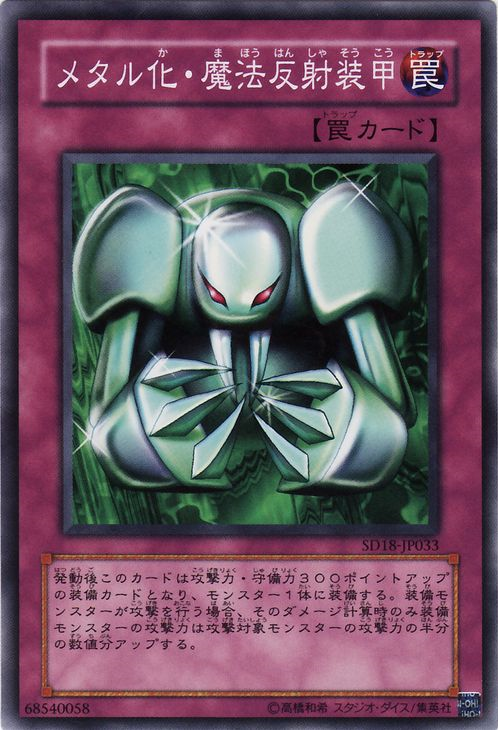 メタル化・魔法反射装甲 罠
【罠カード】
SD18-JP033
発動後このカードは攻撃力・守備力300ポイントアップ
の装備カードとなり、モンスター1体に装備する。装備モ
ンスターが攻撃を行う場合、そのダメージ計算時のみ装備
モンスターの攻撃力は攻撃対象モンスターの攻撃力の半分
の数値分アップする。
68540058
©高橋和希 スタジオ・ダイス/集英社